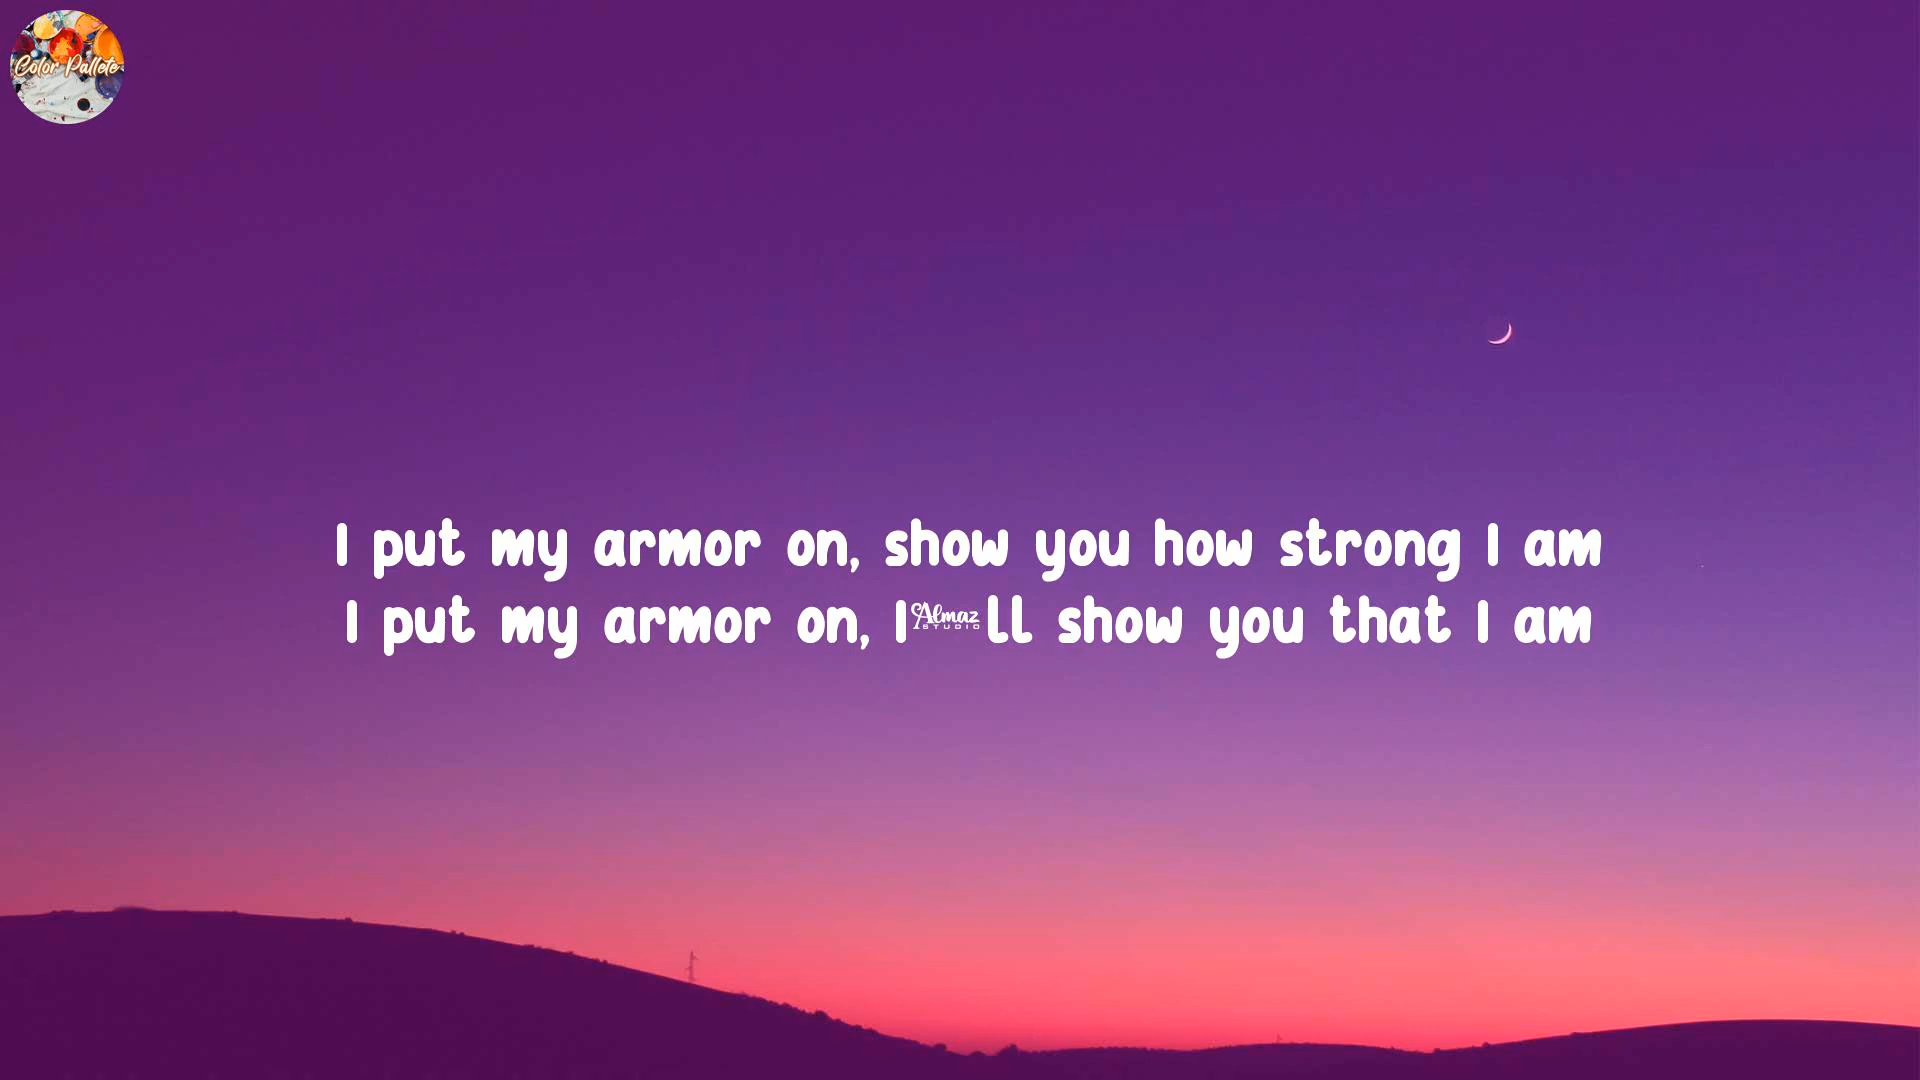 Color Pallete
I put my armor on, show you how strong I am
I put my armor on, I Almaz STUDIO ll show you that I am